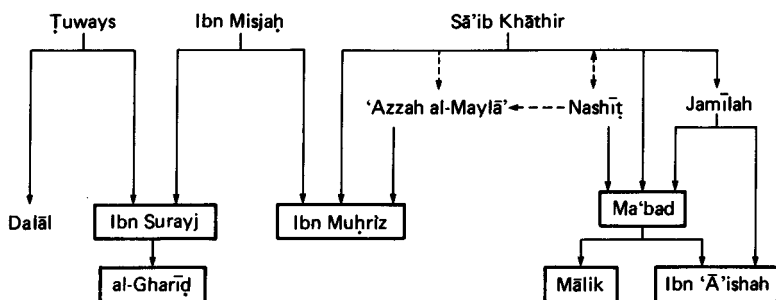 Ṭuways Ibn Misjaḥ Sā'ib Khāthir
'Azzah al-Maylā' Nashīṭ Jamīlah
Dalāl Ibn Surayj Ibn Muḥriz Ma'bad
al-Gharīḍ Mālik Ibn 'Ā'ishah